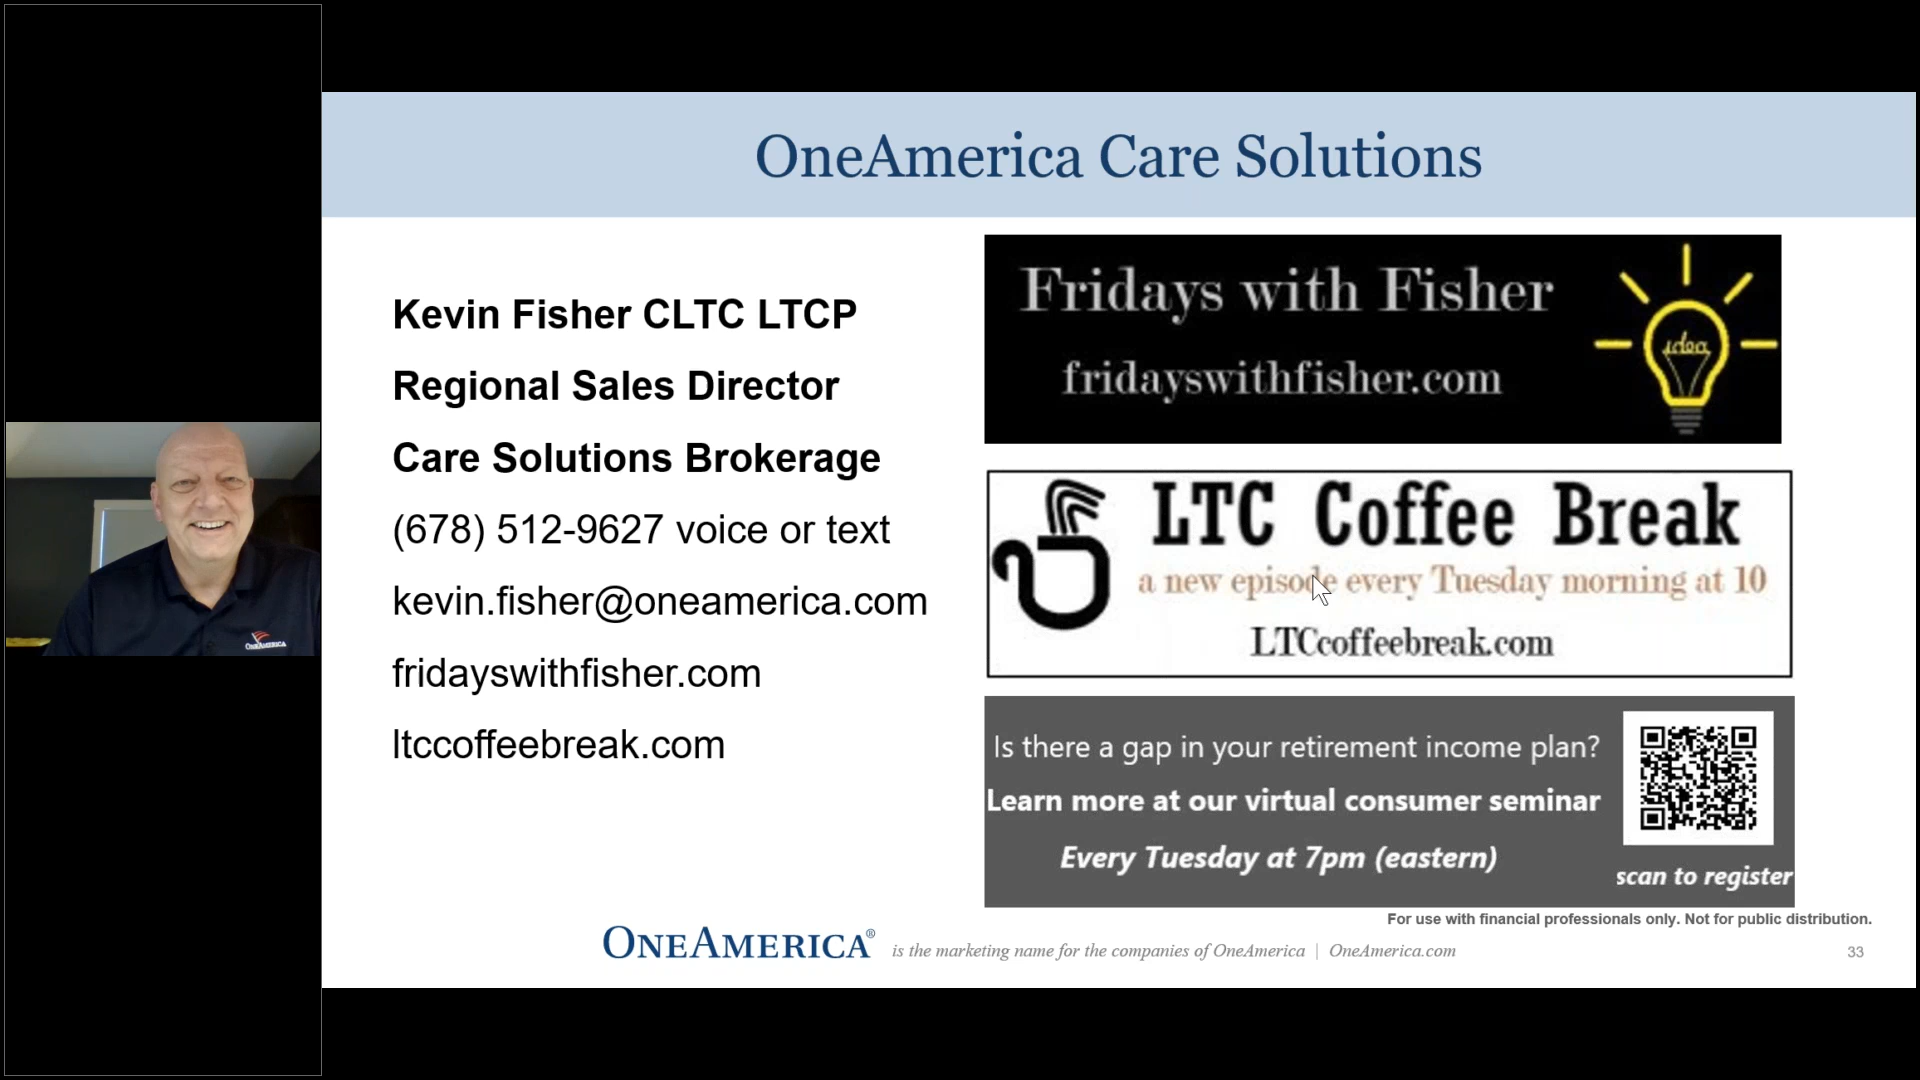 OneAmerica Care Solutions
Kevin Fisher CLTC LTCP
Regional Sales Director
Care Solutions Brokerage
(678) 512-9627 voice or text
kevin.fisher@oneamerica.com
fridayswithfisher.com
ltccoffeebreak.com
Fridays with Fisher
fridayswithfisher.com
idea
LTC Coffee Break
a new episode every Tuesday morning at 10
LTCcoffeebreak.com
Is there a gap in your retirement income plan?
Learn more at our virtual consumer seminar
Every Tuesday at 7pm (eastern)
scan to register
For use with financial professionals only. Not for public distribution.
ONEAMERICA® is the marketing name for the companies of OneAmerica | OneAmerica.com
33
ONEAMERICA